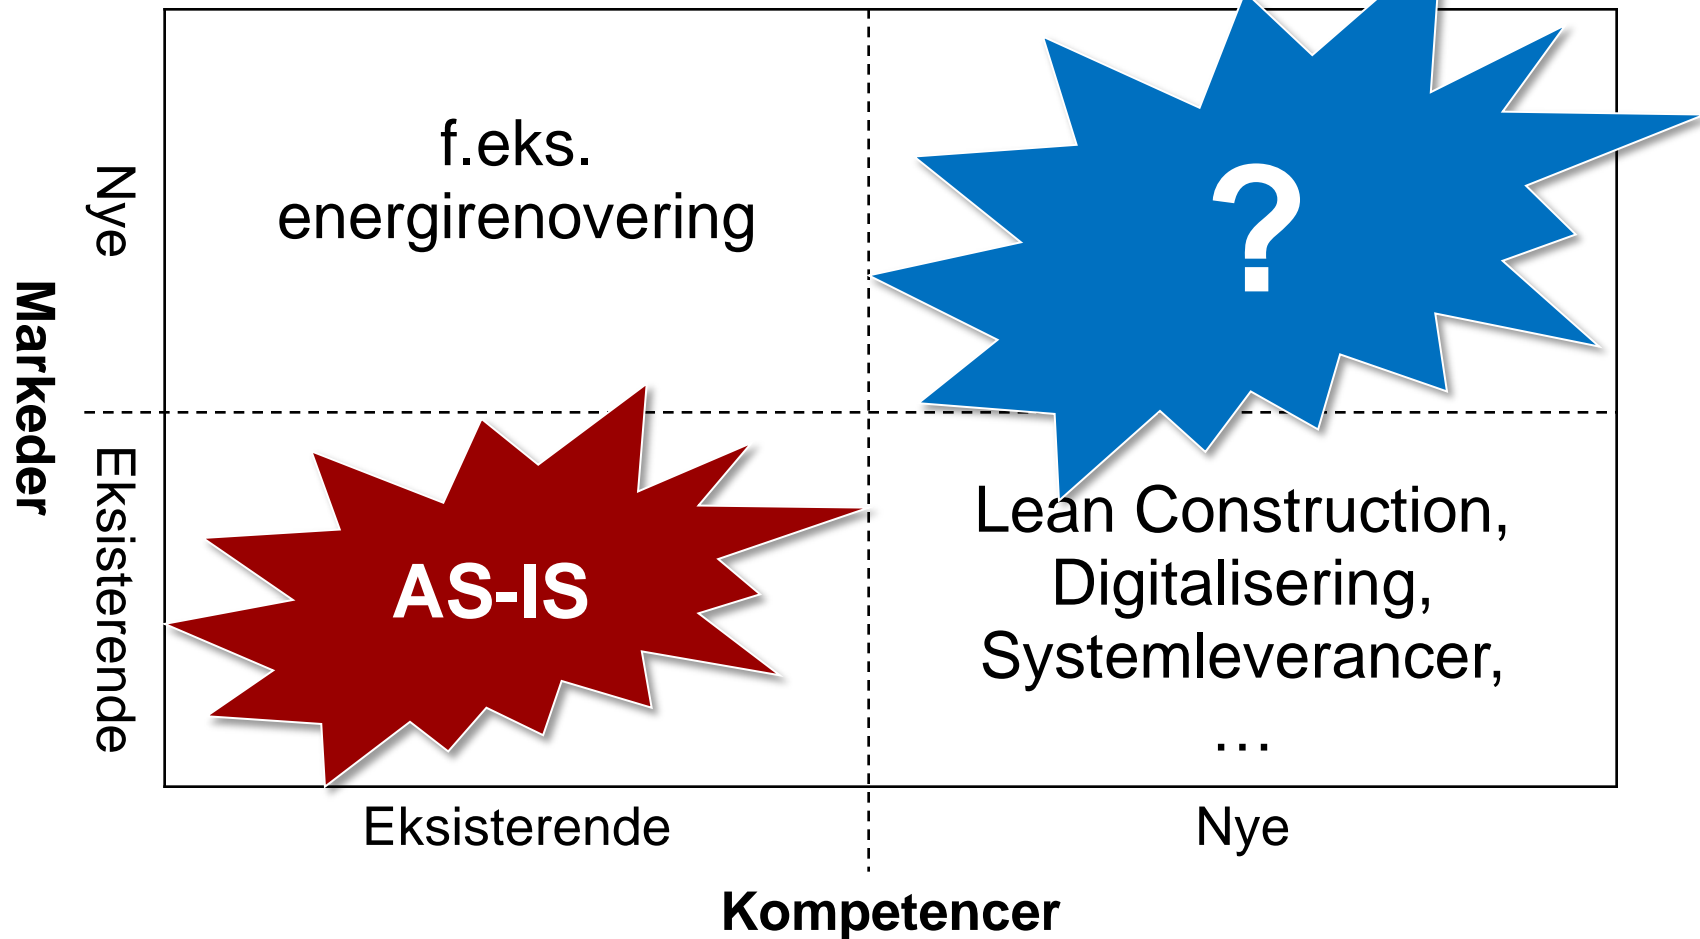 Markeder
Nye
f.eks.
energirenovering
?
Eksisterende
AS-IS
Lean Construction,
Digitalisering,
Systemleverancer,
…
Eksisterende
Nye
Kompetencer